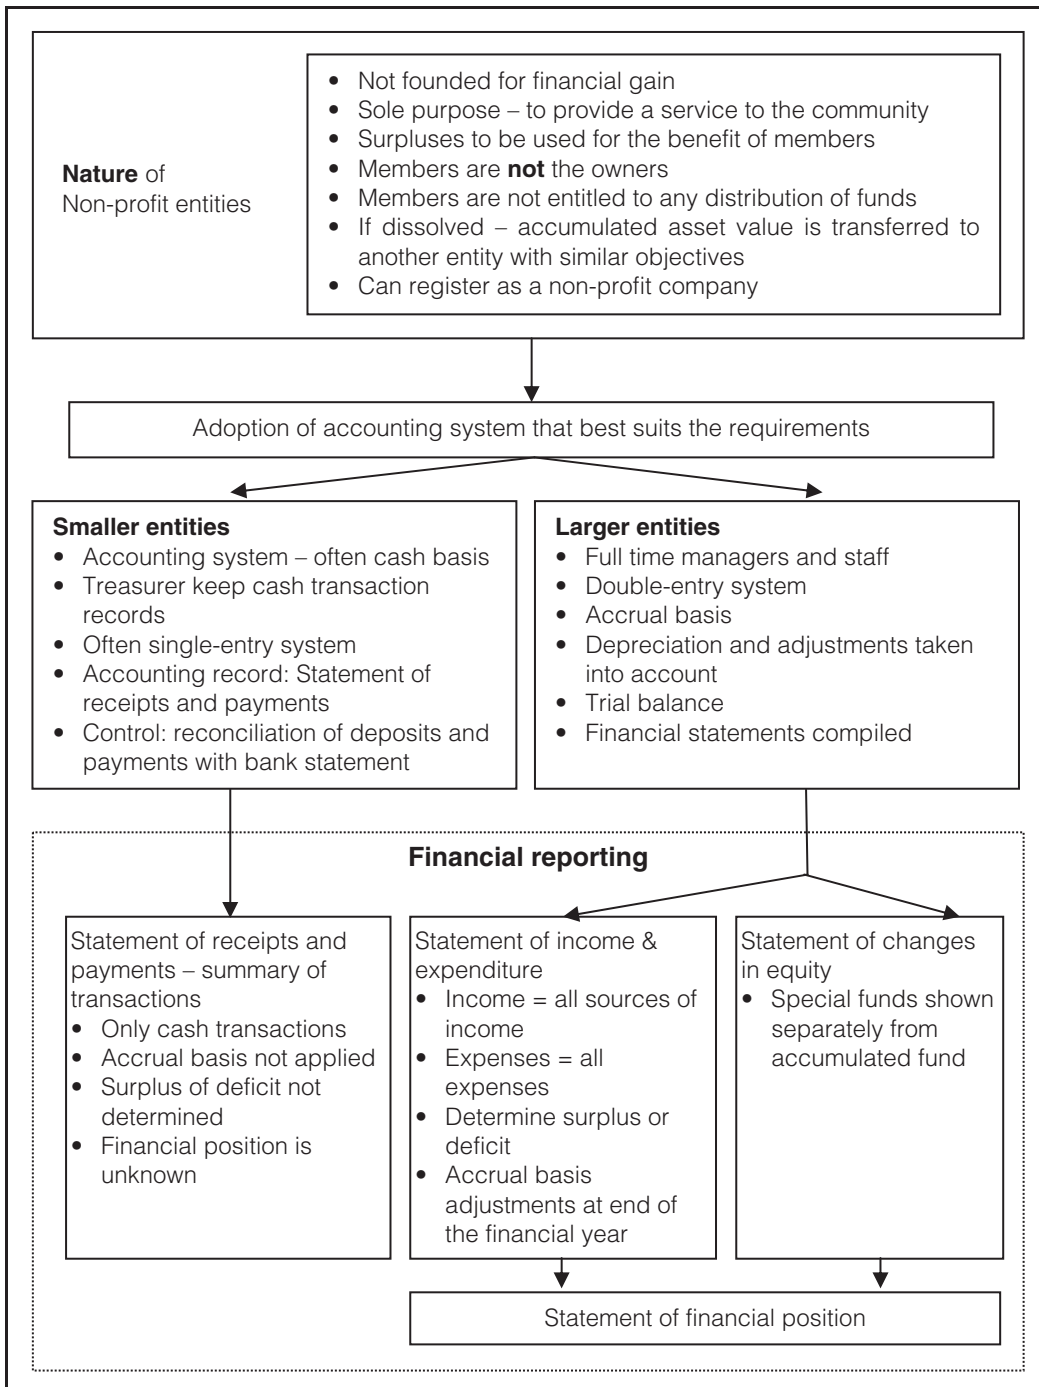 Nature of
Non-profit entities
• Not founded for financial gain
• Sole purpose – to provide a service to the community
• Surpluses to be used for the benefit of members
• Members are not the owners
• Members are not entitled to any distribution of funds
• If dissolved – accumulated asset value is transferred to
another entity with similar objectives
• Can register as a non-profit company
Adoption of accounting system that best suits the requirements
Smaller entities
• Accounting system – often cash basis
• Treasurer keep cash transaction
records
• Often single-entry system
• Accounting record: Statement of
receipts and payments
• Control: reconciliation of deposits and
payments with bank statement
Larger entities
• Full time managers and staff
• Double-entry system
• Accrual basis
• Depreciation and adjustments taken
into account
• Trial balance
• Financial statements compiled
Financial reporting
Statement of receipts and
payments – summary of
transactions
• Only cash transactions
• Accrual basis not applied
• Surplus of deficit not
determined
• Financial position is
unknown
Statement of income &
expenditure
• Income = all sources of
income
• Expenses = all
expenses
• Determine surplus or
deficit
• Accrual basis
adjustments at end of
the financial year
Statement of changes
in equity
• Special funds shown
separately from
accumulated fund
Statement of financial position